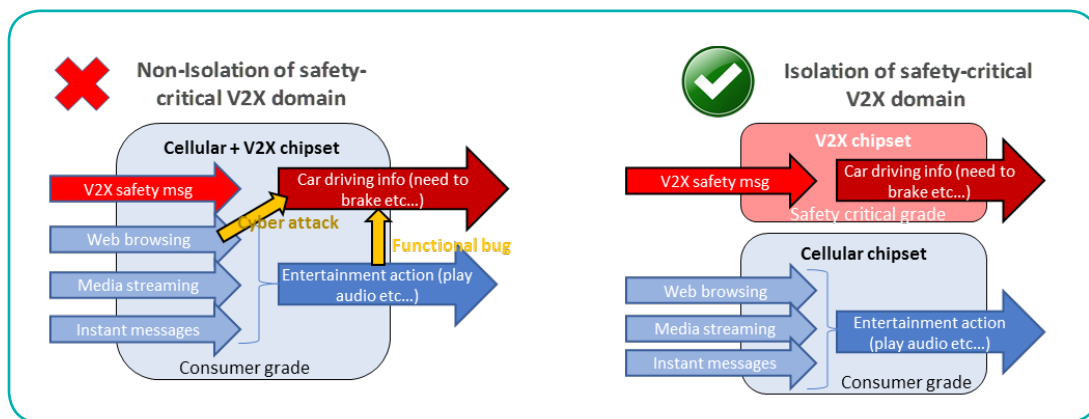 Non-Isolation of safety-
critical V2X domain
Cellular + V2X chipset
V2X safety msg
Car driving info (need to
brake etc...)
Cyber attack
Web browsing
Functional bug
Media streaming
Entertainment action (play
audio etc...)
Instant messages
Consumer grade
Isolation of safety-critical
V2X domain
V2X chipset
V2X safety msg
Car driving info (need to
brake etc...)
Safety critical grade
Cellular chipset
Web browsing
Media streaming
Instant messages
Entertainment action
(play audio etc...)
Consumer grade